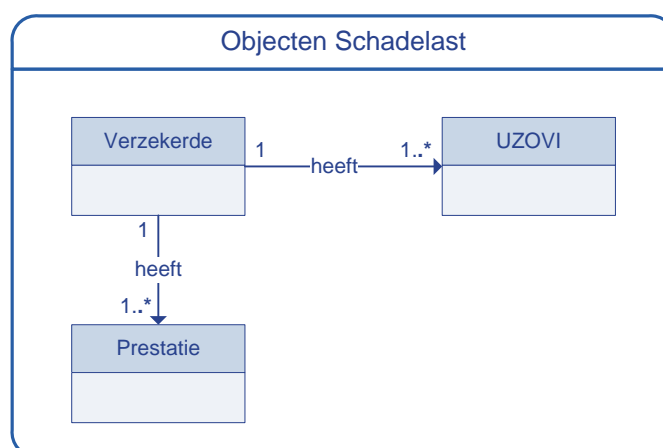 Objecten Schadelast
Verzekerde
UZOVI
1
heeft
1..*
1
heeft
1..*
Prestatie